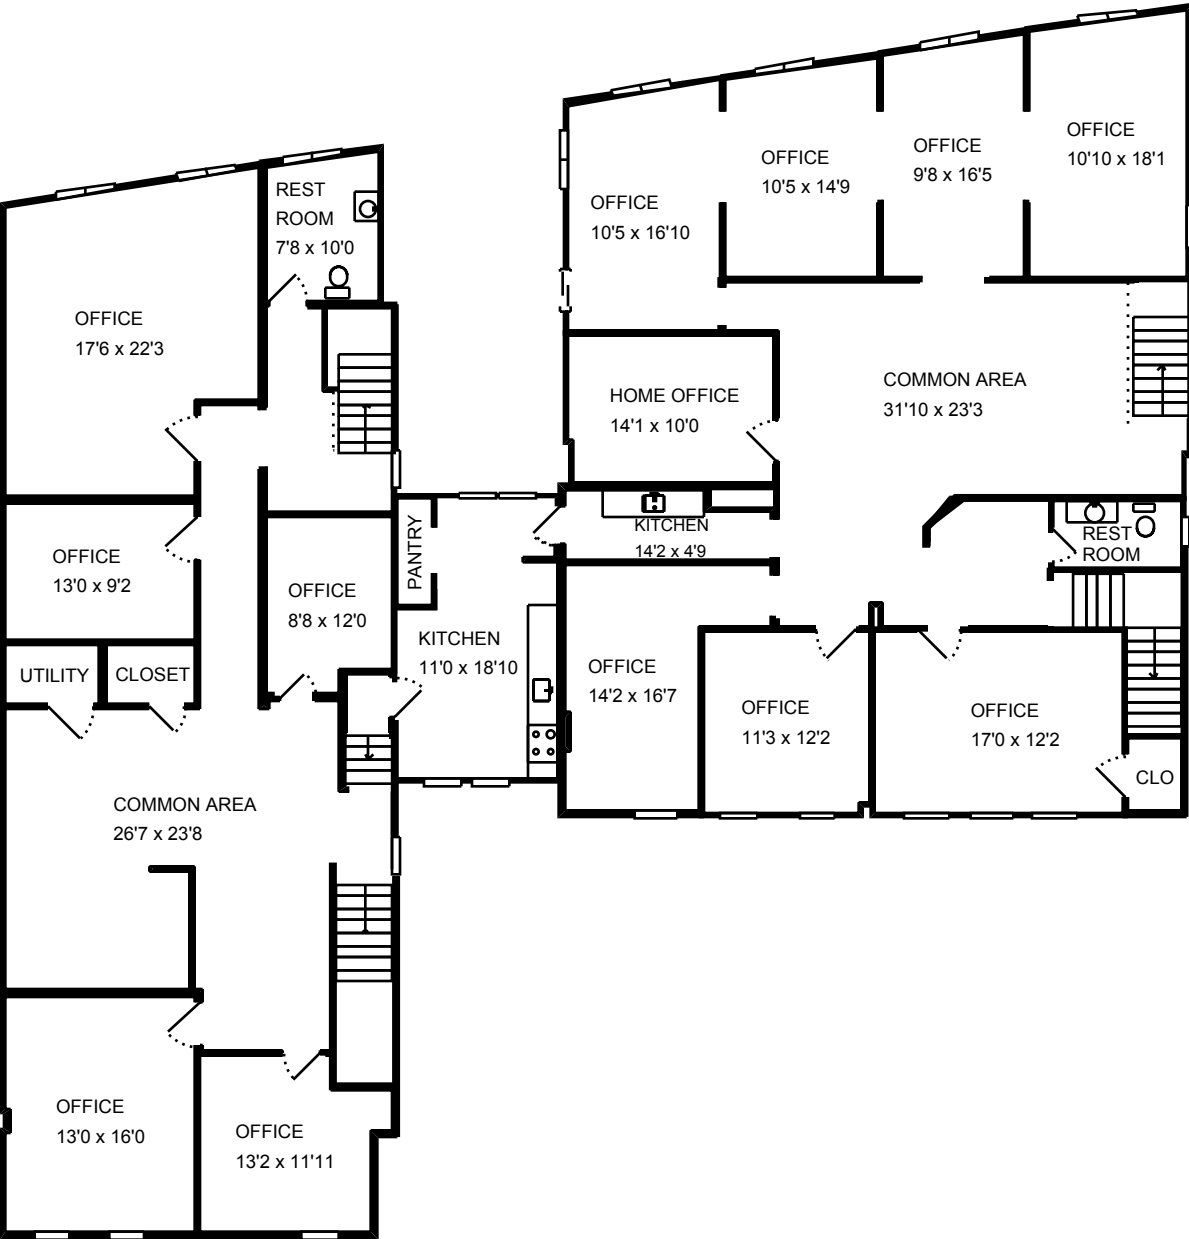 OFFICE
10'10 x 18'1
OFFICE
9'8 x 16'5
OFFICE
10'5 x 14'9
OFFICE
10'5 x 16'10
REST
ROOM
7'8 x 10'0
OFFICE
17'6 x 22'3
HOME OFFICE
14'1 x 10'0
COMMON AREA
31'10 x 23'3
KITCHEN
14'2 x 4'9
REST
ROOM
PANTRY
OFFICE
13'0 x 9'2
OFFICE
8'8 x 12'0
KITCHEN
11'0 x 18'10
UTILITY
CLOSET
OFFICE
14'2 x 16'7
OFFICE
11'3 x 12'2
OFFICE
17'0 x 12'2
CLO
COMMON AREA
26'7 x 23'8
OFFICE
13'0 x 16'0
OFFICE
13'2 x 11'11